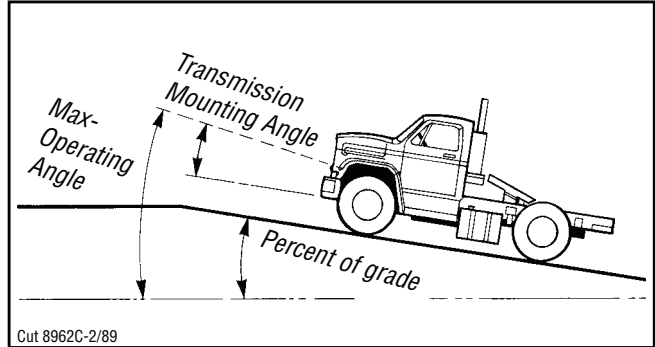 Transmission
Mounting Angle
Max-
Operating
Angle
Percent of grade
Cut 8962C-2/89